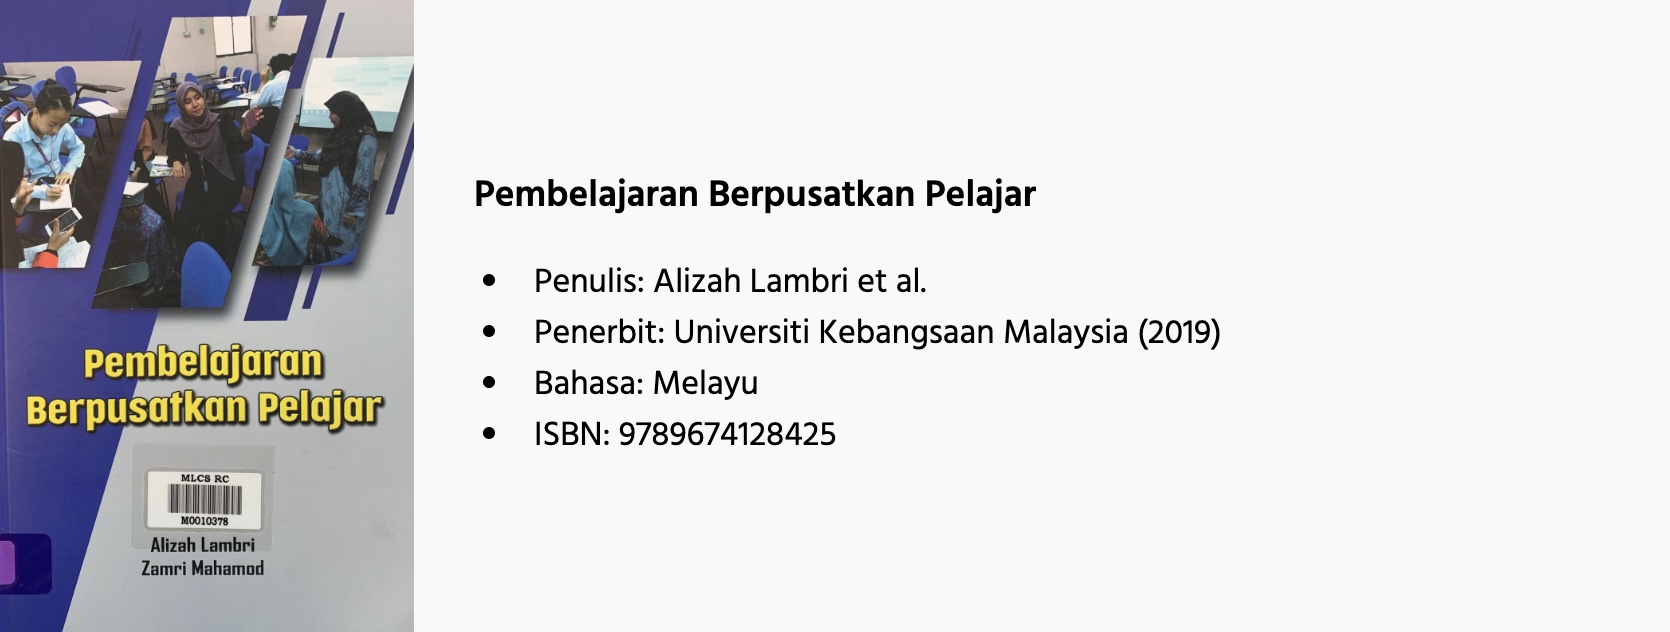 Pembelajaran
Berpusatkan Pelajar
MLCS RC
M0010378
Alizah Lambri
Zamri Mahamod
Pembelajaran Berpusatkan Pelajar
• Penulis: Alizah Lambri et al.
• Penerbit: Universiti Kebangsaan Malaysia (2019)
• Bahasa: Melayu
• ISBN: 9789674128425